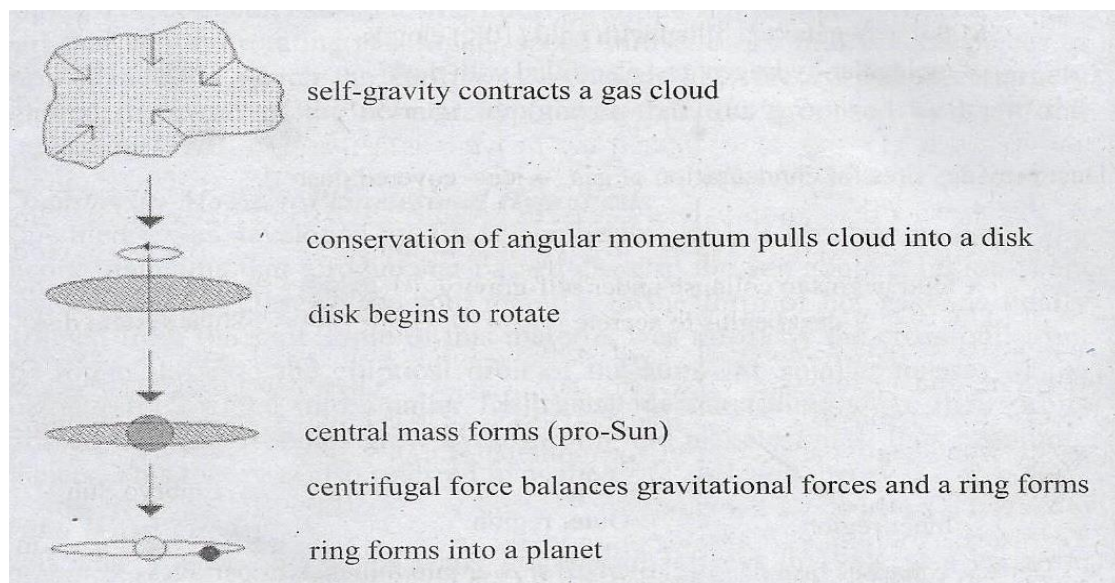 self-gravity contracts a gas cloud
conservation of angular momentum pulls cloud into a disk
disk begins to rotate
central mass forms (pro-Sun)
centrifugal force balances gravitational forces and a ring forms
ring forms into a planet